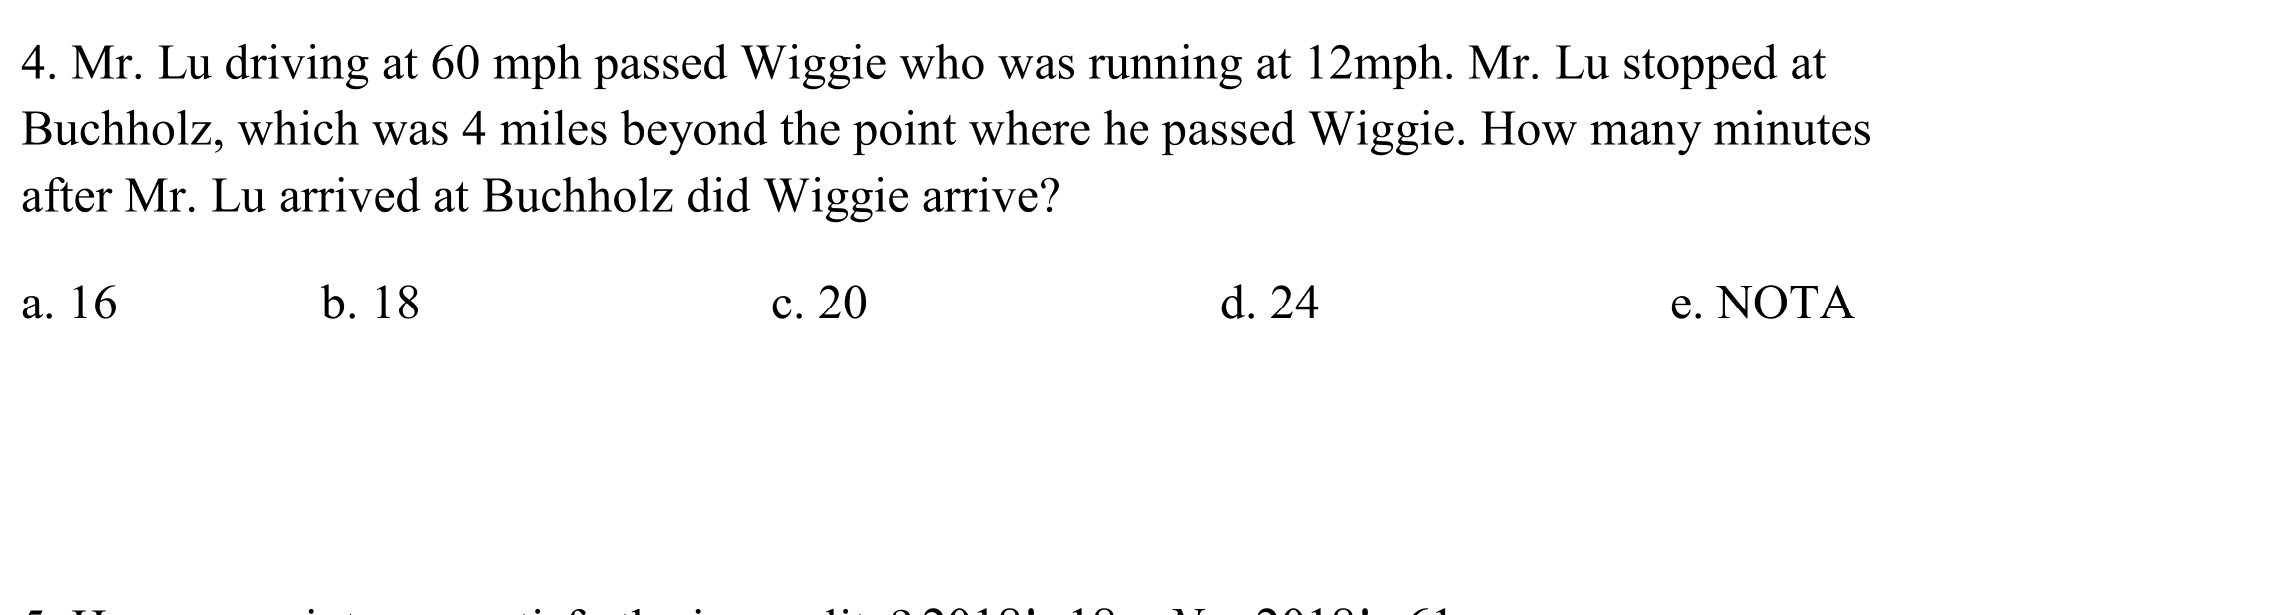 4. Mr. Lu driving at 60 mph passed Wiggie who was running at 12mph. Mr. Lu stopped at
Buchholz, which was 4 miles beyond the point where he passed Wiggie. How many minutes
after Mr. Lu arrived at Buchholz did Wiggie arrive?
a. 16 b. 18 c. 20 d. 24 e. NOTA